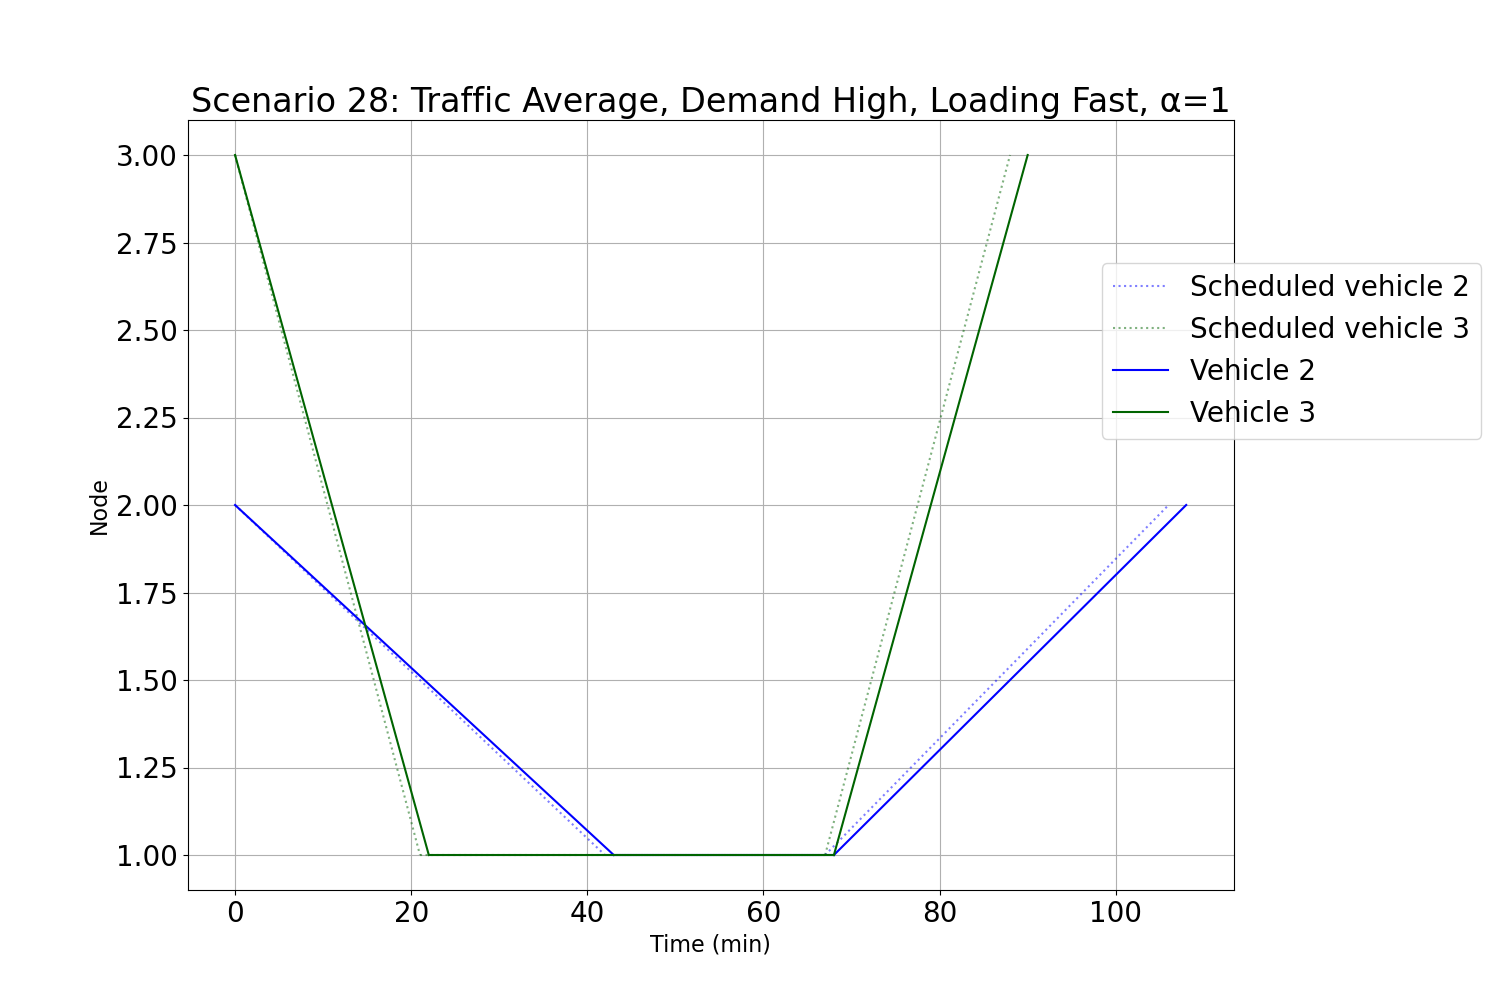 Scenario 28: Traffic Average, Demand High, Loading Fast, α=1
3.00
2.75
2.50
2.25
2.00
1.75
1.50
1.25
1.00
Node
0 20 40 60 80 100
Time (min)
Scheduled vehicle 2
Scheduled vehicle 3
Vehicle 2
Vehicle 3